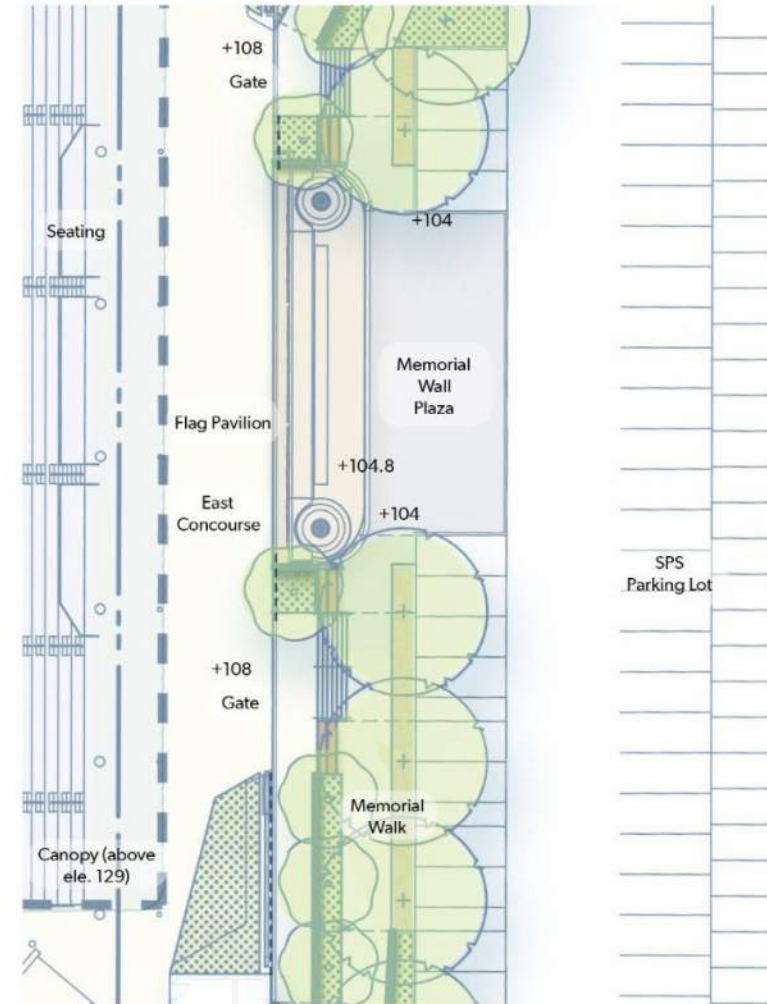 +108
Gate
Seating
+104
Memorial
Wall
Plaza
Flag Pavilion
+104.8
East
Concourse
+104
SPS
Parking Lot
+108
Gate
Memorial
Walk
Canopy (above
ele. 129)